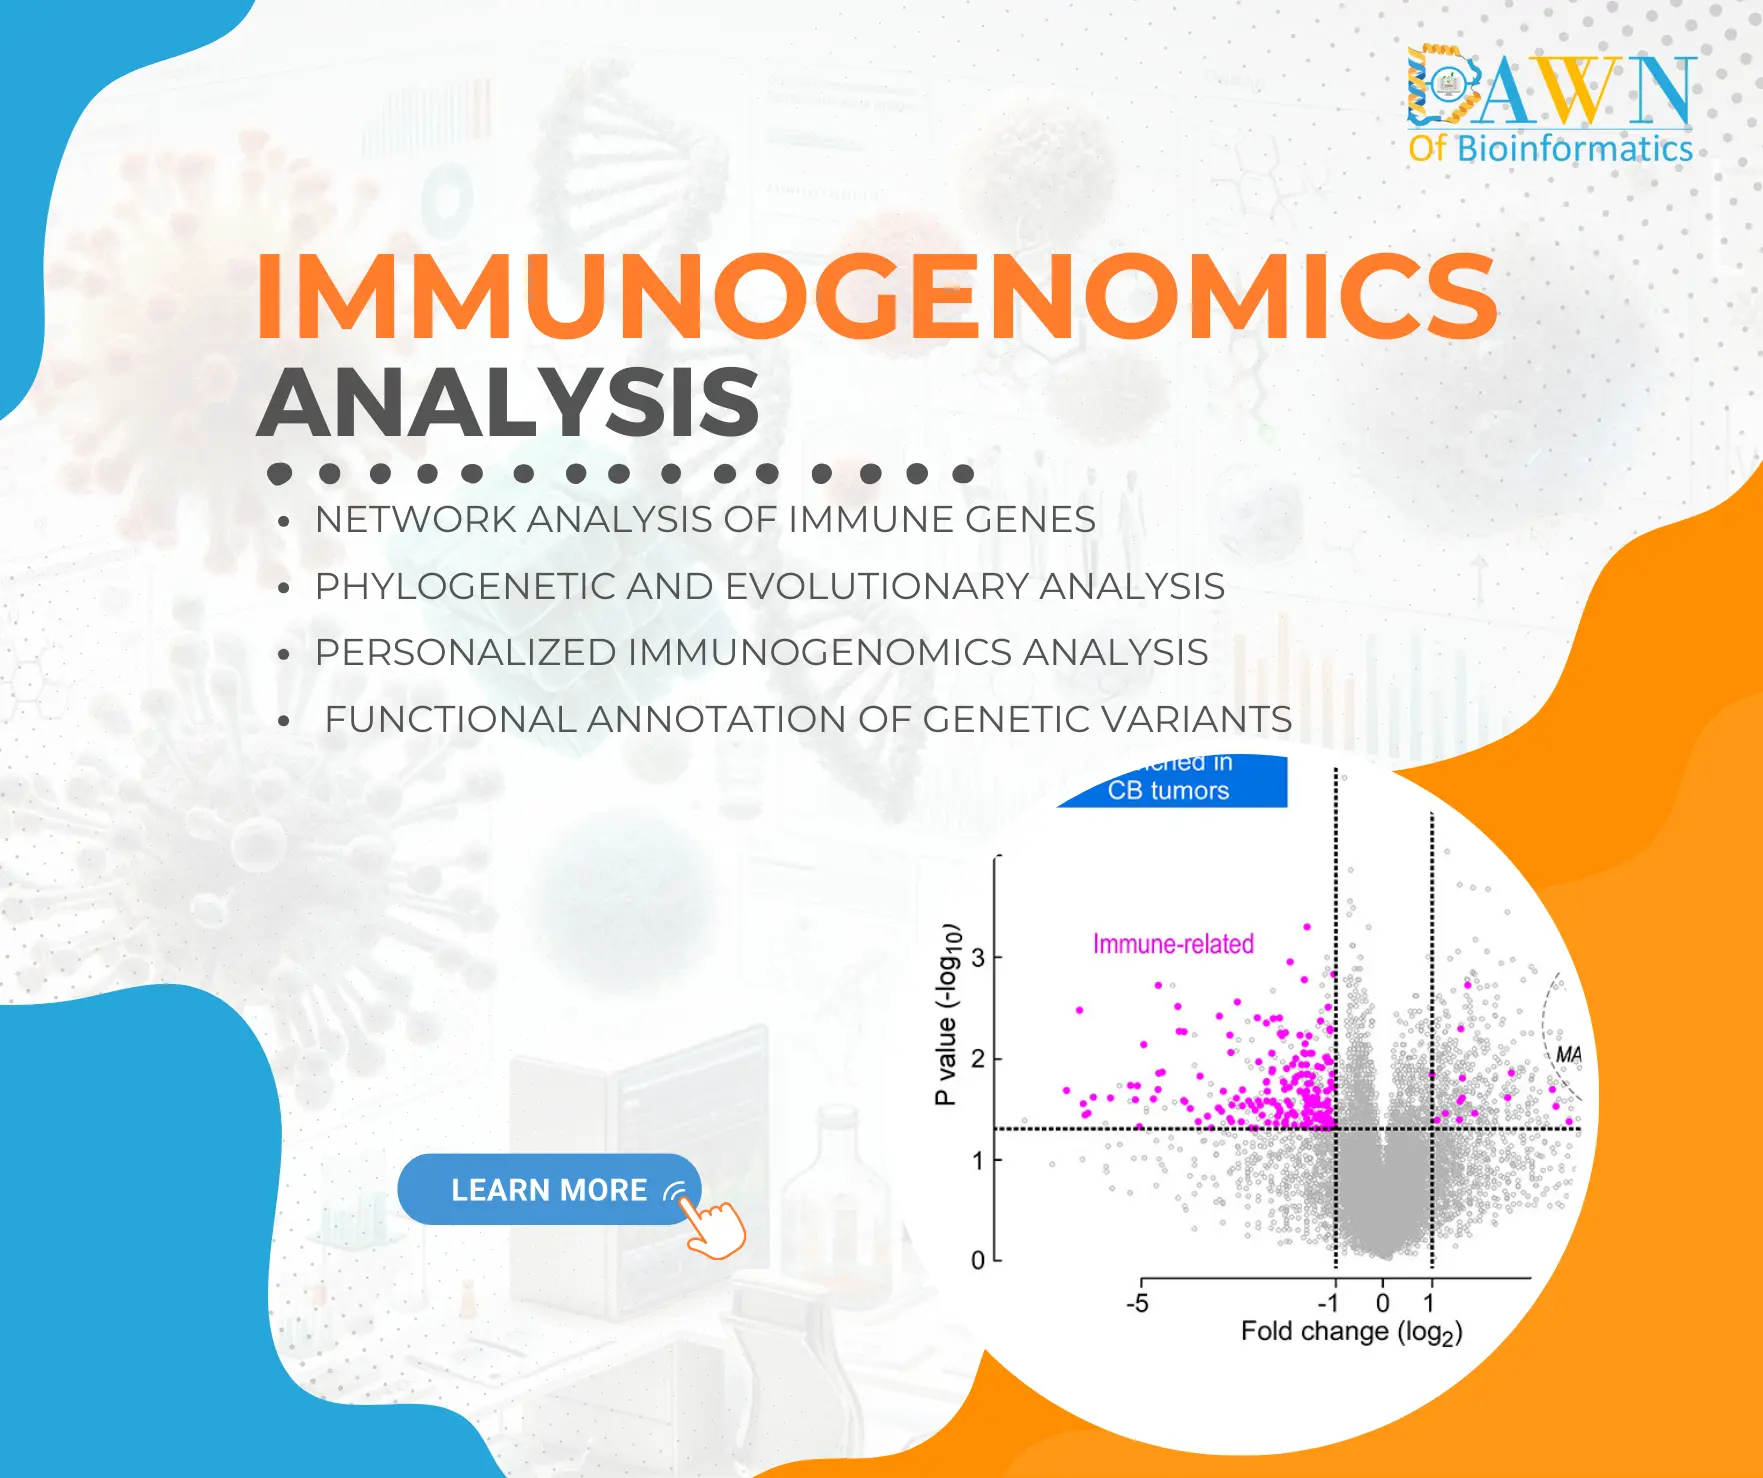 DAWN
Of Bioinformatics
IMMUNOGENOMICS
ANALYSIS
• NETWORK ANALYSIS OF IMMUNE GENES
• PHYLOGENETIC AND EVOLUTIONARY ANALYSIS
• PERSONALIZED IMMUNOGENOMICS ANALYSIS
• FUNCTIONAL ANNOTATION OF GENETIC VARIANTS
in
CB tumors
Immune-related
P value (-log10)
3
2
1
0
MA
-5 -1 0 1
Fold change (log2)
LEARN MORE